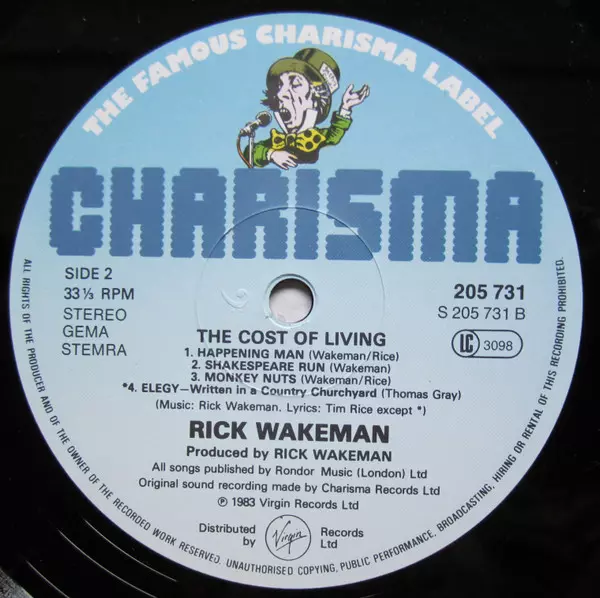 THE FAMOUS CHARISMA LABEL
CHARISMA
SIDE 2
33⅓ RPM
STEREO
GEMA
STEMRA
205 731
S 205 731 B
LC 3098
THE COST OF LIVING
1. HAPPENING MAN (Wakeman/Rice)
2. SHAKESPEARE RUN (Wakeman)
3. MONKEY NUTS (Wakeman/Rice)
*4. ELEGY—Written in a Country Churchyard (Thomas Gray)
(Music: Rick Wakeman. Lyrics: Tim Rice except *)
RICK WAKEMAN
Produced by RICK WAKEMAN
All songs published by Rondor Music (London) Ltd
Original sound recording made by Charisma Records Ltd
℗ 1983 Virgin Records Ltd
Distributed by Virgin Records Ltd
ALL RIGHTS OF THE PRODUCER AND OF THE OWNER OF THE RECORDED WORK RESERVED. UNAUTHORISED COPYING, PUBLIC PERFORMANCE, BROADCASTING, HIRING OR RENTAL OF THIS RECORDING PROHIBITED.